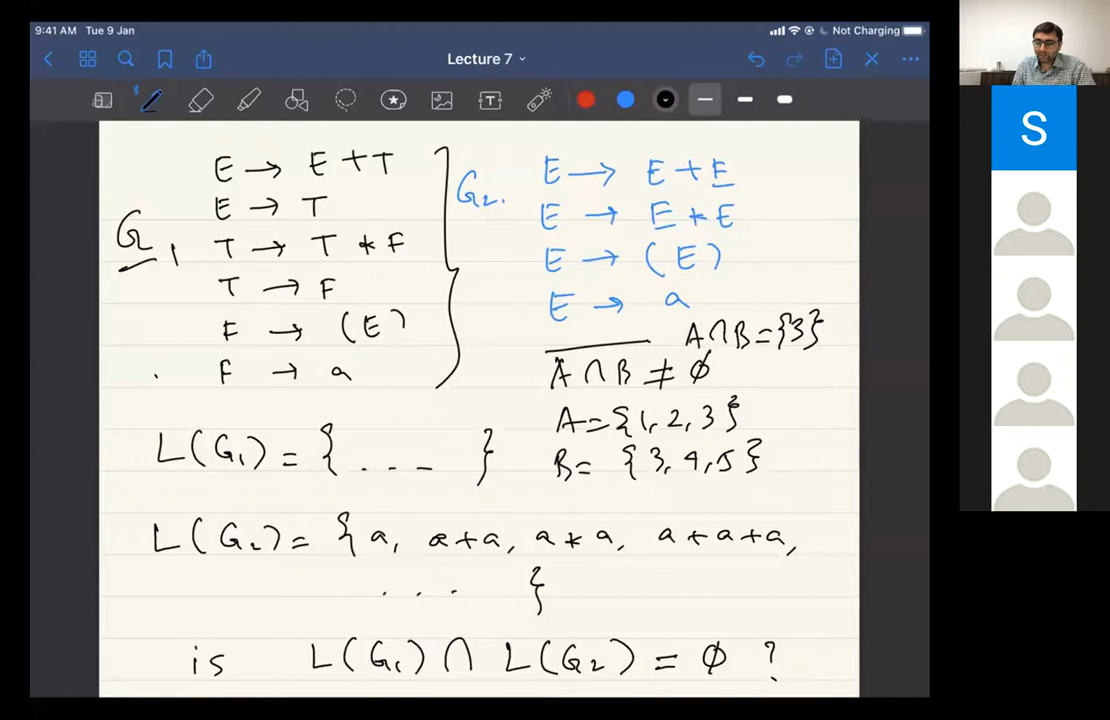 9:41 AM Tue 9 Jan
Not Charging
Lecture 7
E → E + T
E → T
G1
T → T * F
T → F
F → (E)
F → a
G2.
E → E + E
E → E * E
E → (E)
E → a
A ∩ B = {3}
A ∩ B ≠ ϕ
A = {1, 2, 3}
B = {3, 4, 5}
L(G1) = { . . . }
L(G2) = { a, a + a, a * a, a + a + a,
. . . }
is L(G1) ∩ L(G2) = ϕ ?
S